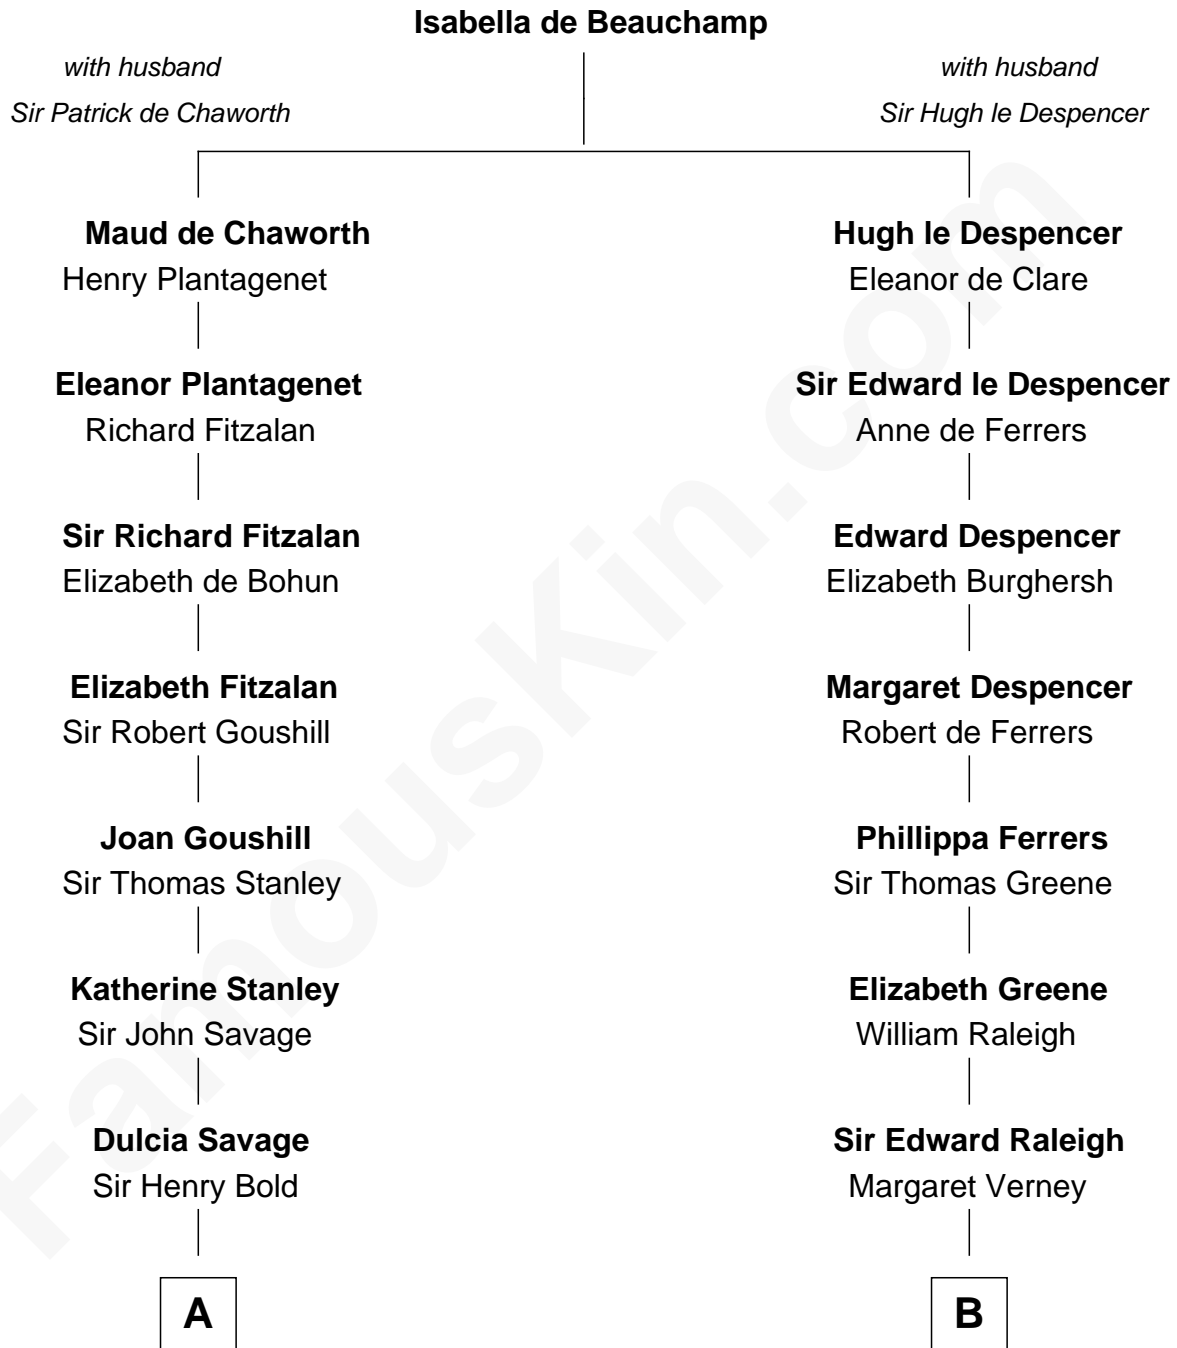 Isabella de Beauchamp
with husband
Sir Patrick de Chaworth
with husband
Sir Hugh le Despencer
Maud de Chaworth
Henry Plantagenet
Hugh le Despencer
Eleanor de Clare
Eleanor Plantagenet
Richard Fitzalan
Sir Edward le Despencer
Anne de Ferrers
Sir Richard Fitzalan
Elizabeth de Bohun
Edward Despencer
Elizabeth Burghersh
Elizabeth Fitzalan
Sir Robert Goushill
Margaret Despencer
Robert de Ferrers
Joan Goushill
Sir Thomas Stanley
Phillippa Ferrers
Sir Thomas Greene
Katherine Stanley
Sir John Savage
Elizabeth Greene
William Raleigh
Dulcia Savage
Sir Henry Bold
Sir Edward Raleigh
Margaret Verney
A
B
FamousKin.com